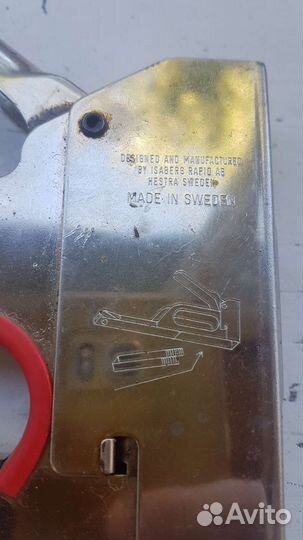 DESIGNED AND MANUFACTURED
BY ISABERG RAPID AB
HESTRA SWEDEN
MADE IN SWEDEN
Avito